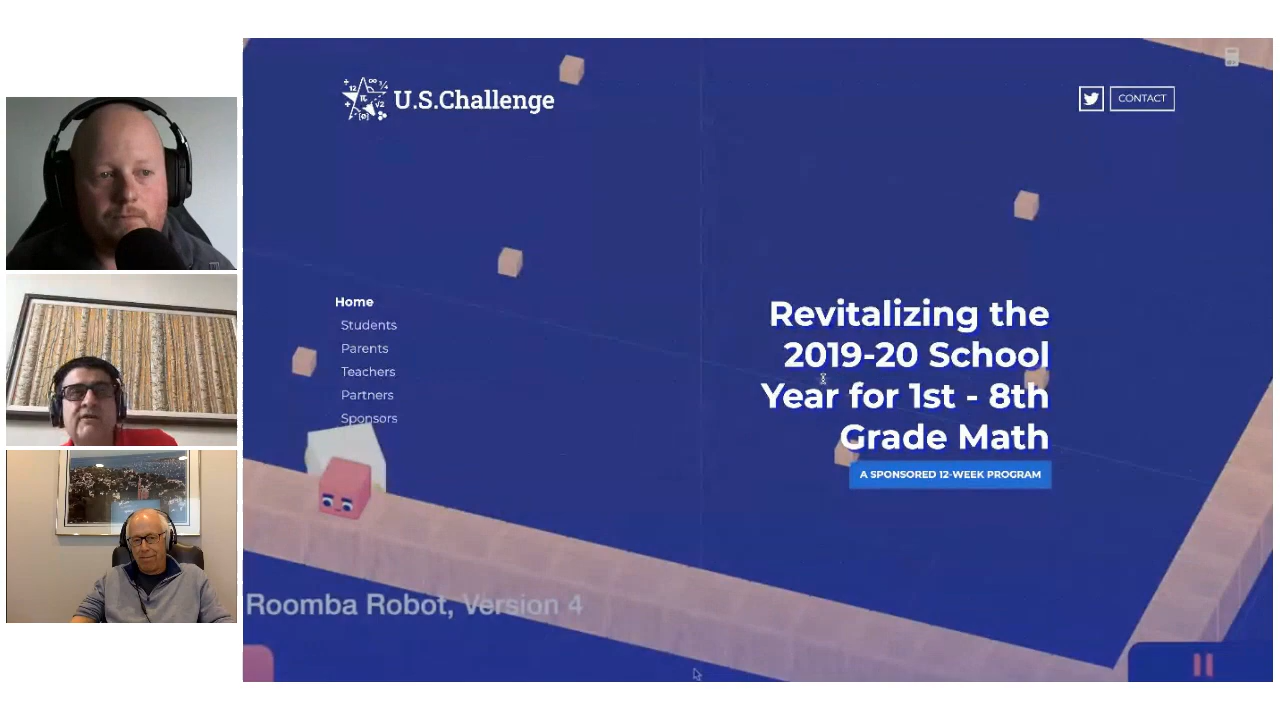 U.S.Challenge
CONTACT
Home
Students
Parents
Teachers
Partners
Sponsors
Revitalizing the
2019-20 School
Year for 1st - 8th
Grade Math
A SPONSORED 12-WEEK PROGRAM
Roomba Robot, Version 4